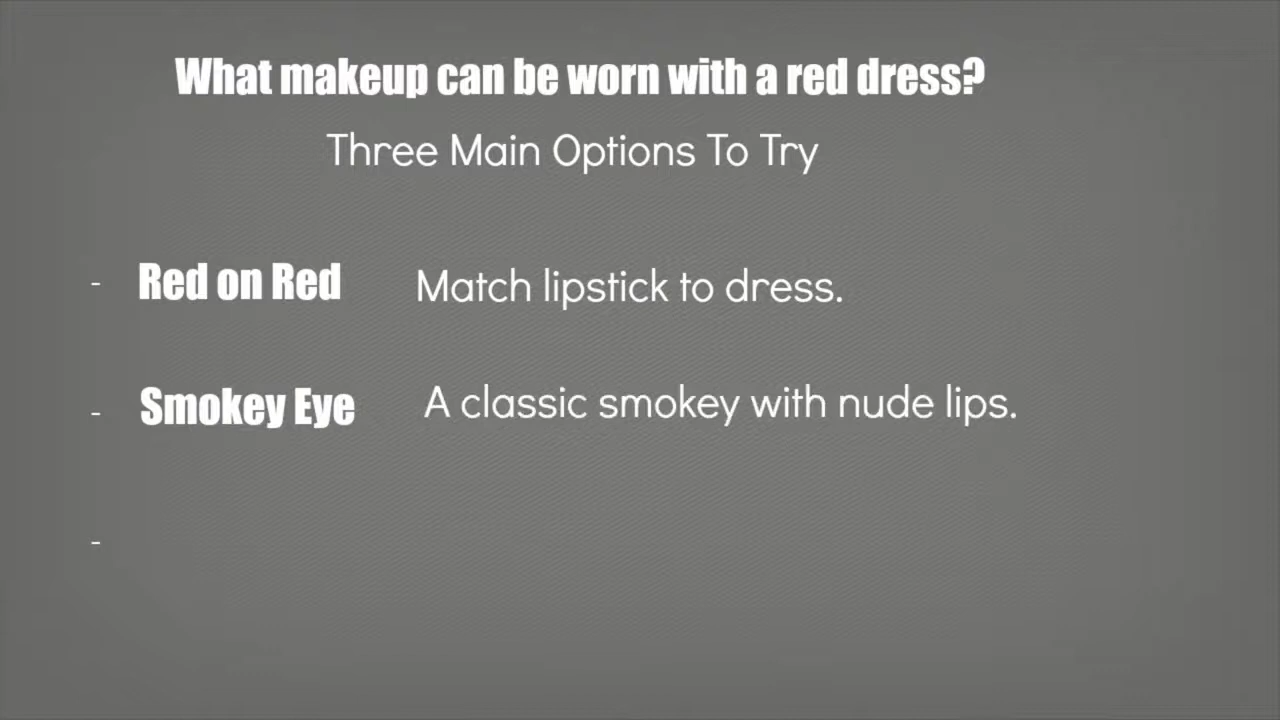 What makeup can be worn with a red dress?
Three Main Options To Try
- Red on Red Match lipstick to dress.
- Smokey Eye A classic smokey with nude lips.
-